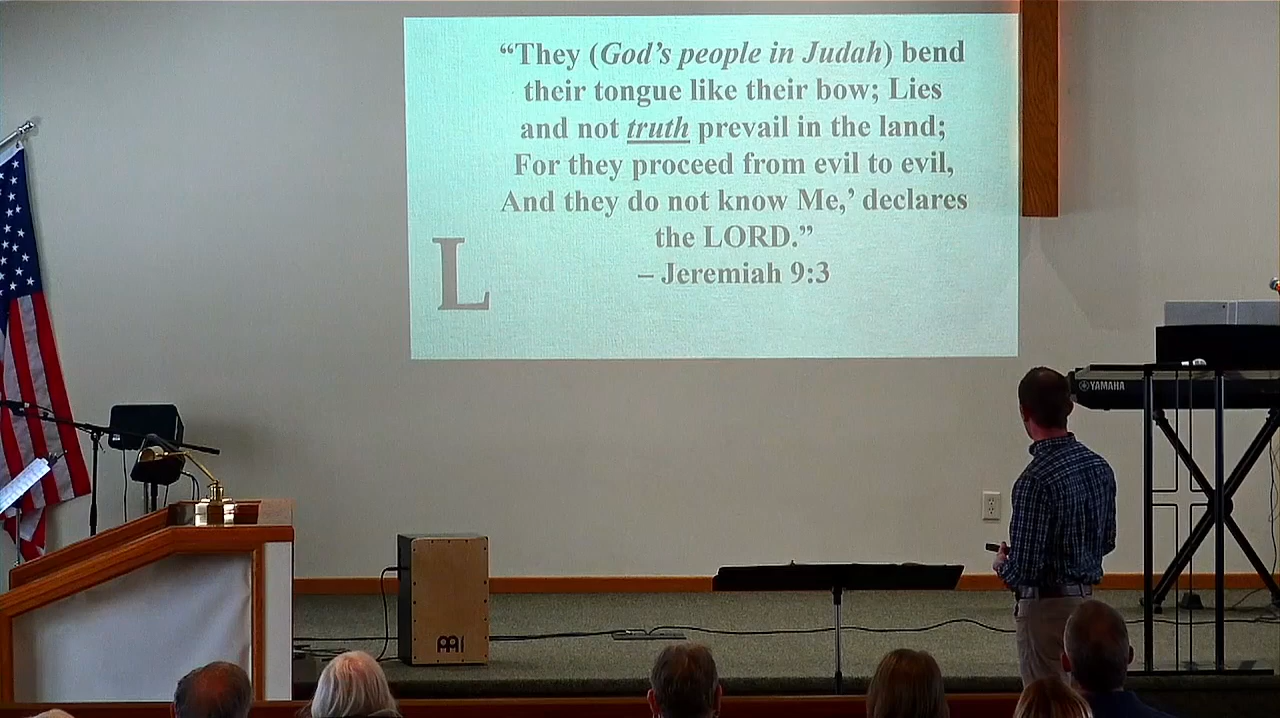 “They (God’s people in Judah) bend
their tongue like their bow; Lies
and not truth prevail in the land;
For they proceed from evil to evil,
And they do not know Me,’ declares
the LORD.”
– Jeremiah 9:3
L
YAMAHA